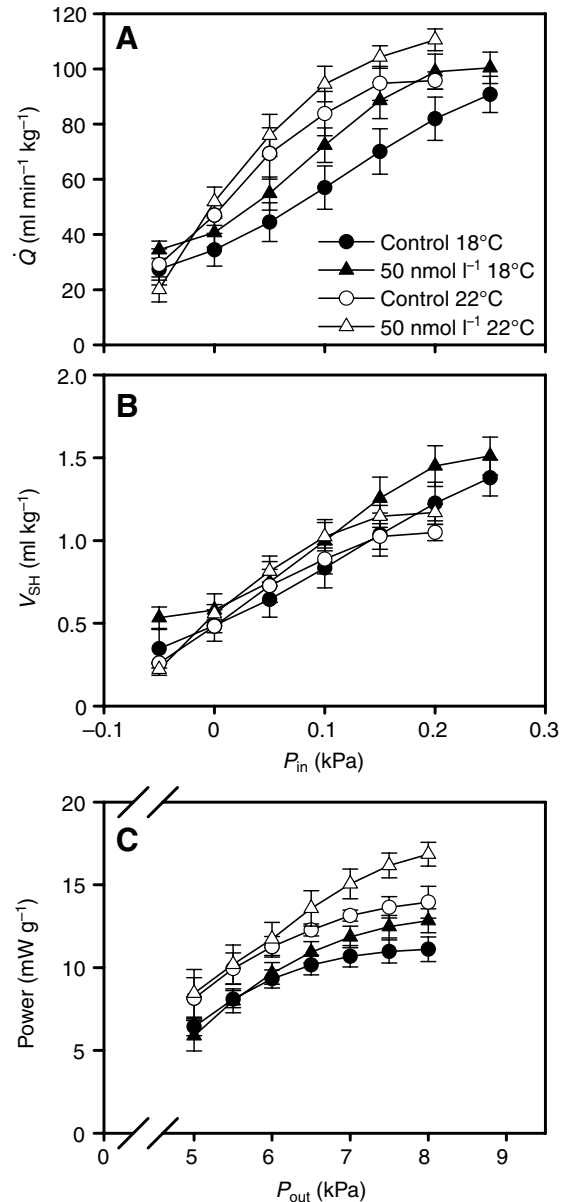 A
120
100
80
60
40
20
0
Q̇ (ml min⁻¹ kg⁻¹)
Control 18°C
50 nmol l⁻¹ 18°C
Control 22°C
50 nmol l⁻¹ 22°C
B
2.0
1.5
1.0
0.5
0
V_SH (ml kg⁻¹)
–0.1 0 0.1 0.2 0.3
P_in (kPa)
C
20
15
10
5
0
Power (mW g⁻¹)
0 5 6 7 8 9
P_out (kPa)